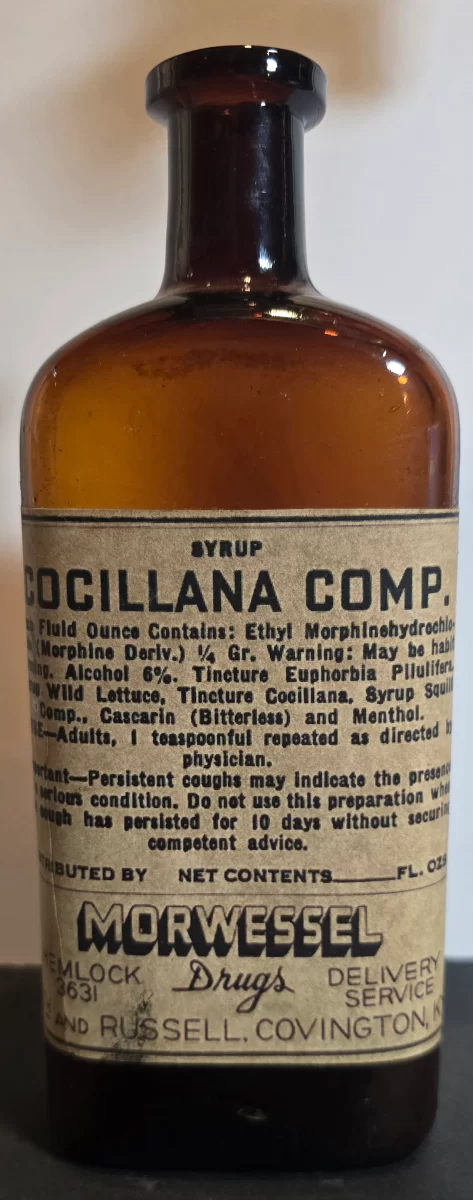 SYRUP
COCILLANA COMP.
Fluid Ounce Contains: Ethyl Morphinehydrochlo-
(Morphine Deriv.) ¼ Gr. Warning: May be habit
Alcohol 6%. Tincture Euphorbia Pilulifera,
Wild Lettuce, Tincture Cocillana, Syrup Squill
Comp., Cascarin (Bitterless) and Menthol.
—Adults, 1 teaspoonful repeated as directed by
physician.
Important—Persistent coughs may indicate the presence
serious condition. Do not use this preparation when
cough has persisted for 10 days without securing
competent advice.
DISTRIBUTED BY NET CONTENTS______FL. OZS
MORWESSEL
HEMLOCK Drugs DELIVERY
3631 SERVICE
AND RUSSELL, COVINGTON, KY